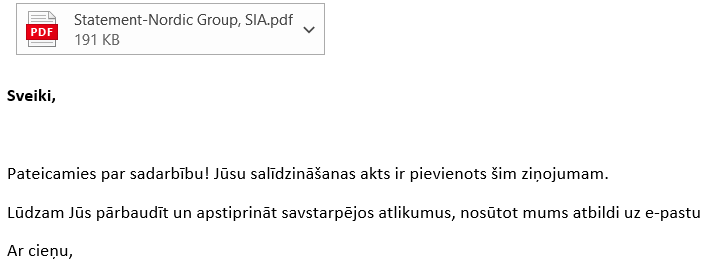 Statement-Nordic Group, SIA.pdf
PDF
191 KB
Sveiki,
Pateicamies par sadarbību! Jūsu salīdzināšanas akts ir pievienots šim ziņojumam.
Lūdzam Jūs pārbaudīt un apstiprināt savstarpējos atlikumus, nosūtot mums atbildi uz e-pastu
Ar cieņu,